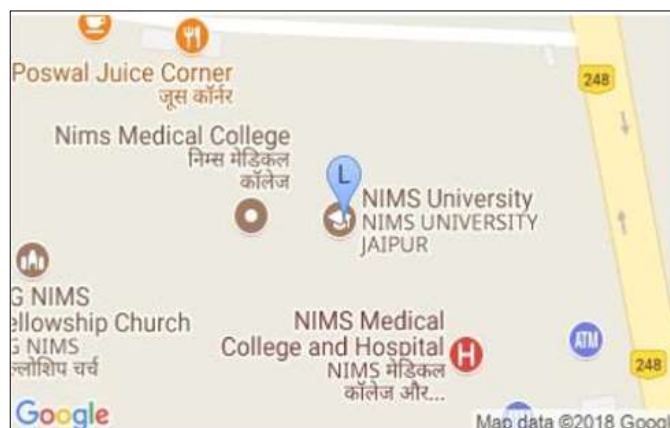 Poswal Juice Corner
जूस कॉर्नर
248
Nims Medical College
निम्स मेडिकल
कॉलेज
L
NIMS University
NIMS UNIVERSITY
JAIPUR
G NIMS
ellowship Church
G NIMS
ल्लोशिप चर्च
NIMS Medical
College and Hospital
NIMS मेडिकल
कॉलेज और...
H
ATM
248
Google
Map data ©2018 Googl